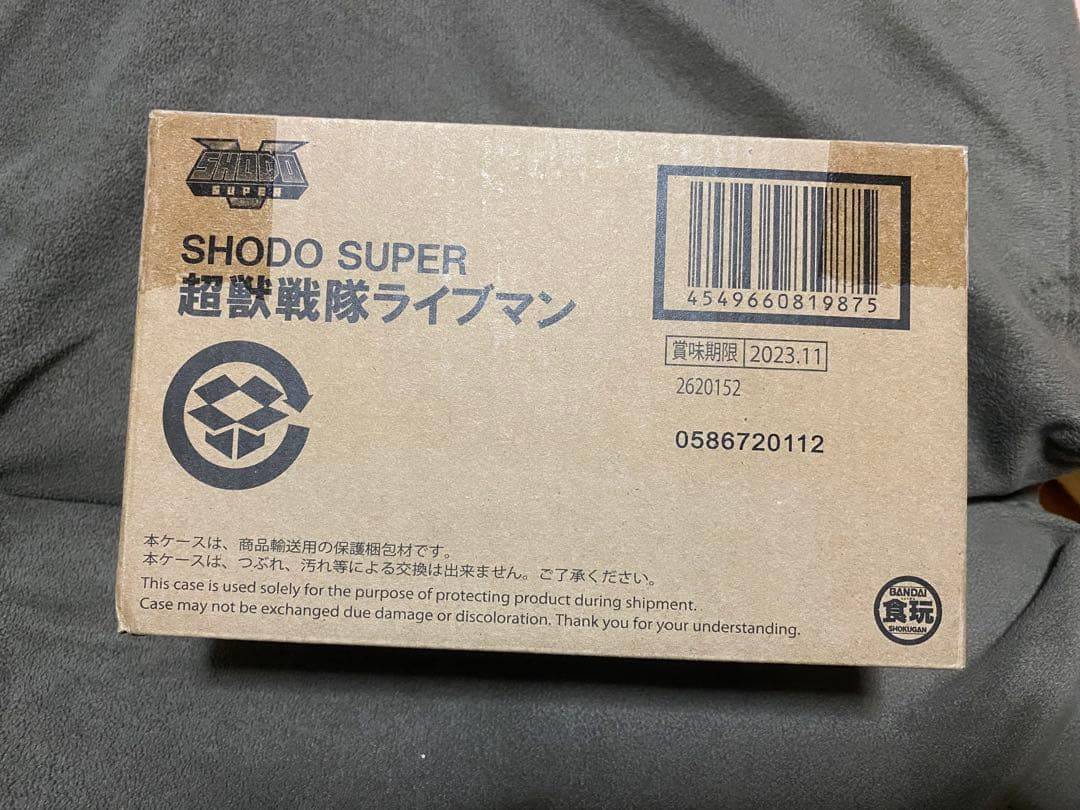 SHODO
SUPER
SHODO SUPER
超獣戦隊ライブマン
4549660819875
賞味期限 2023.11
2620152
0586720112
本ケースは、商品輸送用の保護梱包材です。
本ケースは、つぶれ、汚れ等による交換は出来ません。ご了承ください。
This case is used solely for the purpose of protecting product during shipment.
Case may not be exchanged due damage or discoloration. Thank you for your understanding.
BANDAI
食玩
SHOKUGAN